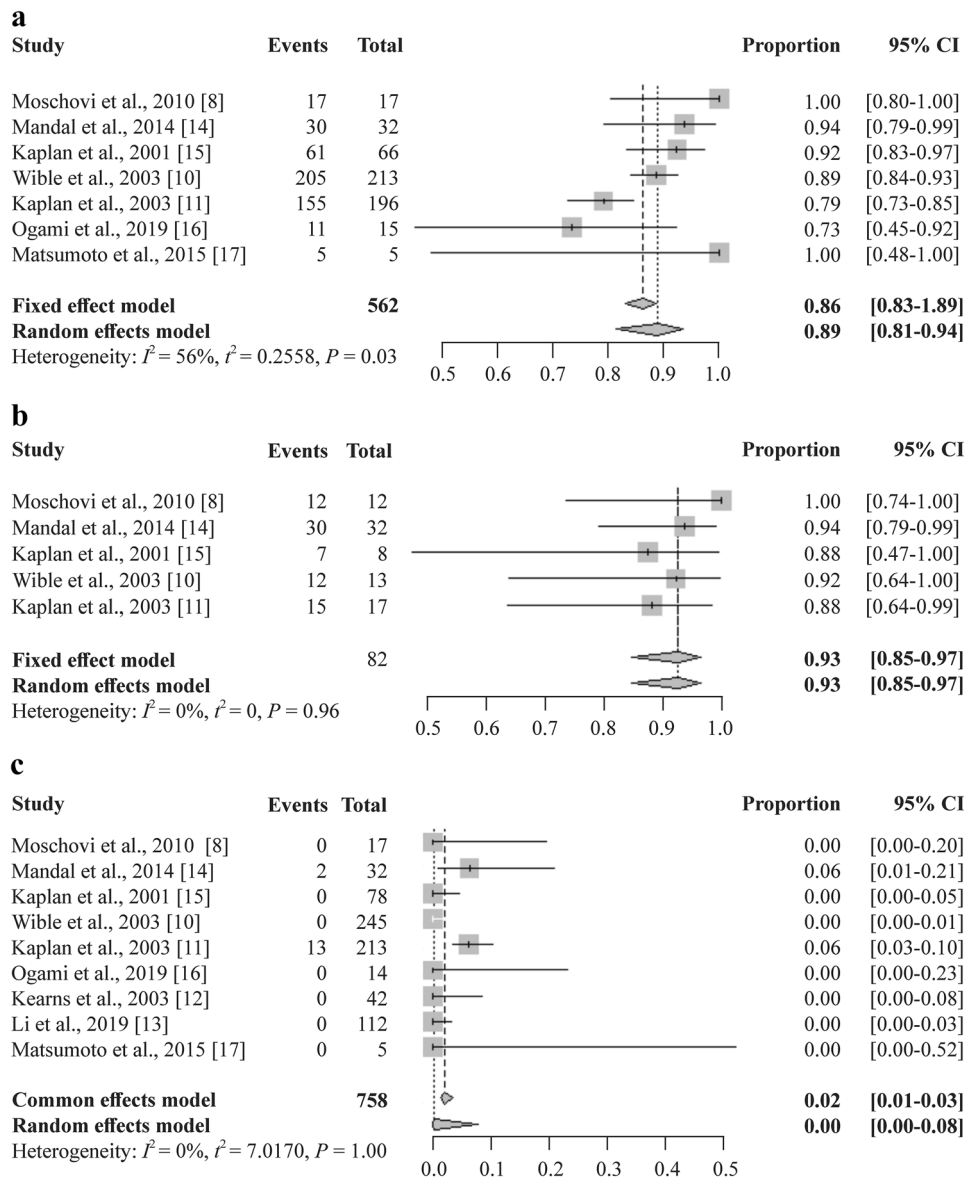 a
Study Events Total Proportion 95% CI
Moschovi et al., 2010 [8] 17 17 1.00 [0.80-1.00]
Mandal et al., 2014 [14] 30 32 0.94 [0.79-0.99]
Kaplan et al., 2001 [15] 61 66 0.92 [0.83-0.97]
Wible et al., 2003 [10] 205 213 0.89 [0.84-0.93]
Kaplan et al., 2003 [11] 155 196 0.79 [0.73-0.85]
Ogami et al., 2019 [16] 11 15 0.73 [0.45-0.92]
Matsumoto et al., 2015 [17] 5 5 1.00 [0.48-1.00]
Fixed effect model 562 0.86 [0.83-1.89]
Random effects model 0.89 [0.81-0.94]
Heterogeneity: I² = 56%, t² = 0.2558, P = 0.03
0.5 0.6 0.7 0.8 0.9 1.0
b
Study Events Total Proportion 95% CI
Moschovi et al., 2010 [8] 12 12 1.00 [0.74-1.00]
Mandal et al., 2014 [14] 30 32 0.94 [0.79-0.99]
Kaplan et al., 2001 [15] 7 8 0.88 [0.47-1.00]
Wible et al., 2003 [10] 12 13 0.92 [0.64-1.00]
Kaplan et al., 2003 [11] 15 17 0.88 [0.64-0.99]
Fixed effect model 82 0.93 [0.85-0.97]
Random effects model 0.93 [0.85-0.97]
Heterogeneity: I² = 0%, t² = 0, P = 0.96
0.5 0.6 0.7 0.8 0.9 1.0
c
Study Events Total Proportion 95% CI
Moschovi et al., 2010 [8] 0 17 0.00 [0.00-0.20]
Mandal et al., 2014 [14] 2 32 0.06 [0.01-0.21]
Kaplan et al., 2001 [15] 0 78 0.00 [0.00-0.05]
Wible et al., 2003 [10] 0 245 0.00 [0.00-0.01]
Kaplan et al., 2003 [11] 13 213 0.06 [0.03-0.10]
Ogami et al., 2019 [16] 0 14 0.00 [0.00-0.23]
Kearns et al., 2003 [12] 0 42 0.00 [0.00-0.08]
Li et al., 2019 [13] 0 112 0.00 [0.00-0.03]
Matsumoto et al., 2015 [17] 0 5 0.00 [0.00-0.52]
Common effects model 758 0.02 [0.01-0.03]
Random effects model 0.00 [0.00-0.08]
Heterogeneity: I² = 0%, t² = 7.0170, P = 1.00
0.0 0.1 0.2 0.3 0.4 0.5